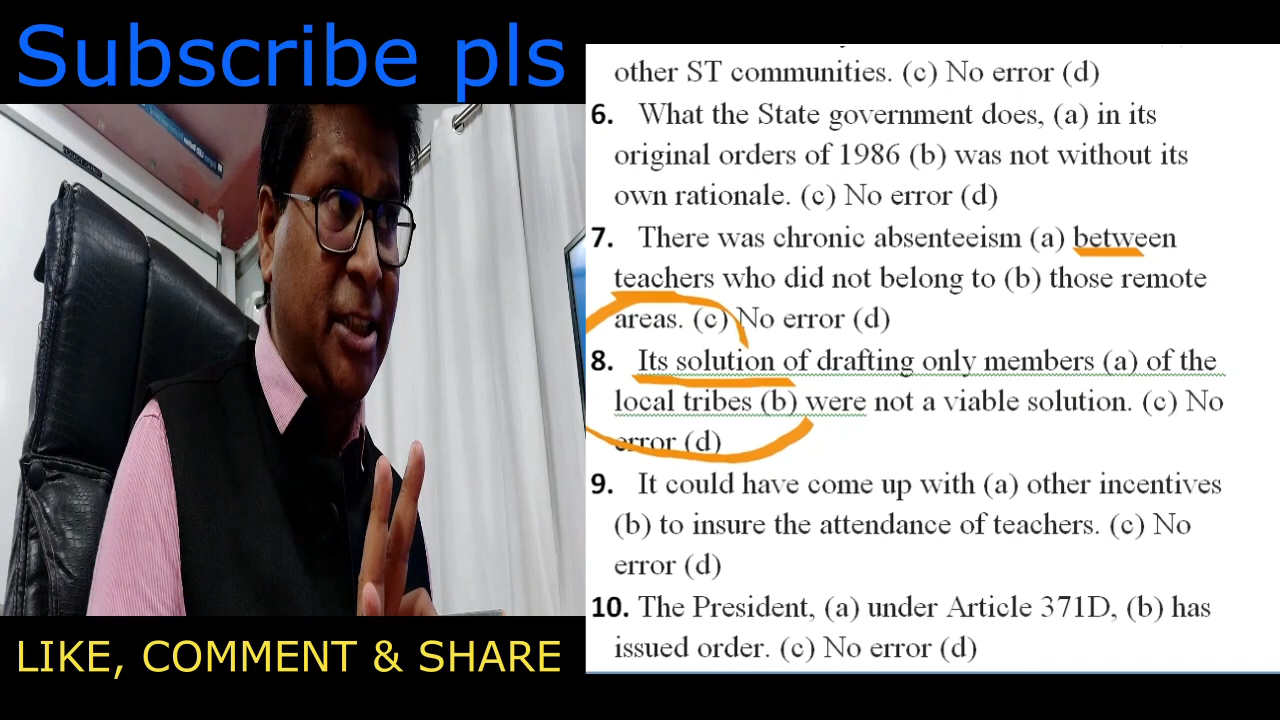 Subscribe pls
other ST communities. (c) No error (d)
6. What the State government does, (a) in its
original orders of 1986 (b) was not without its
own rationale. (c) No error (d)
7. There was chronic absenteeism (a) between
teachers who did not belong to (b) those remote
areas. (c) No error (d)
8. Its solution of drafting only members (a) of the
local tribes (b) were not a viable solution. (c) No
error (d)
9. It could have come up with (a) other incentives
(b) to insure the attendance of teachers. (c) No
error (d)
10. The President, (a) under Article 371D, (b) has
issued order. (c) No error (d)
LIKE, COMMENT & SHARE